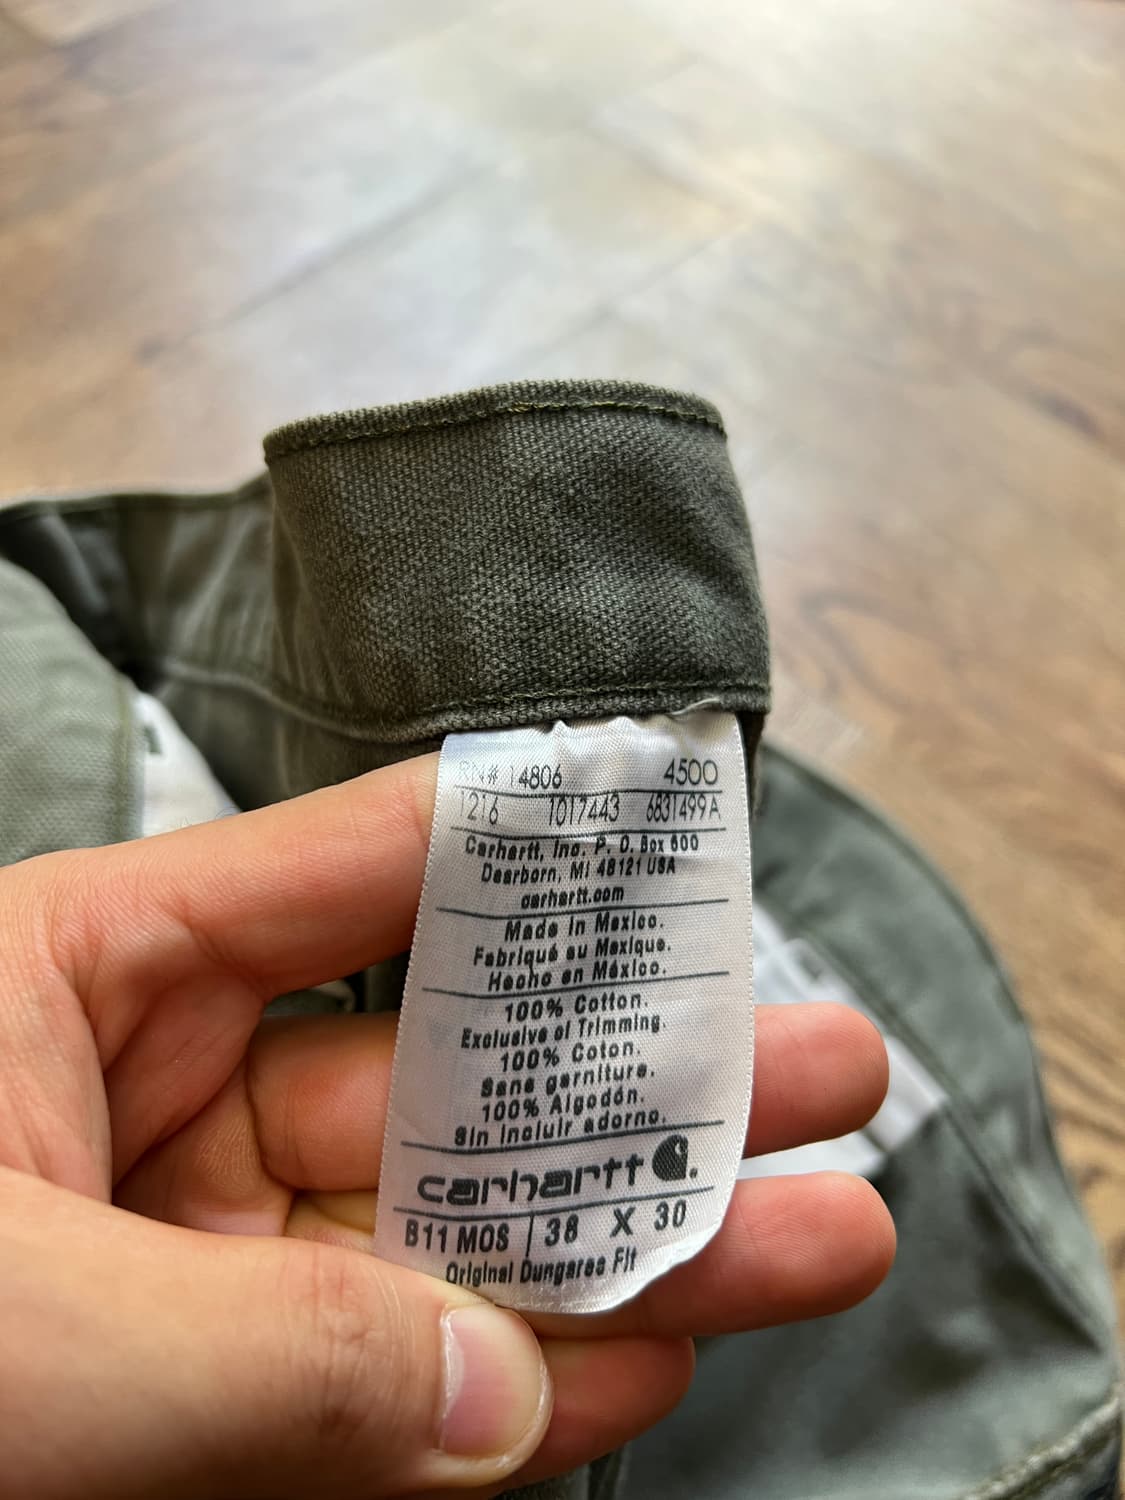 RN# 14806 4500
1216 1017443 6831499A
Carhartt, Inc. P. O. Box 600
Dearborn, MI 48121 USA
carhartt.com
Made in Mexico.
Fabriqué au Mexique.
Hecho en México.
100% Cotton.
Exclusive of Trimming.
100% Coton.
Sans garniture.
100% Algodón.
Sin incluir adorno.
carhartt
B11 MOS | 38 X 30
Original Dungaree Fit